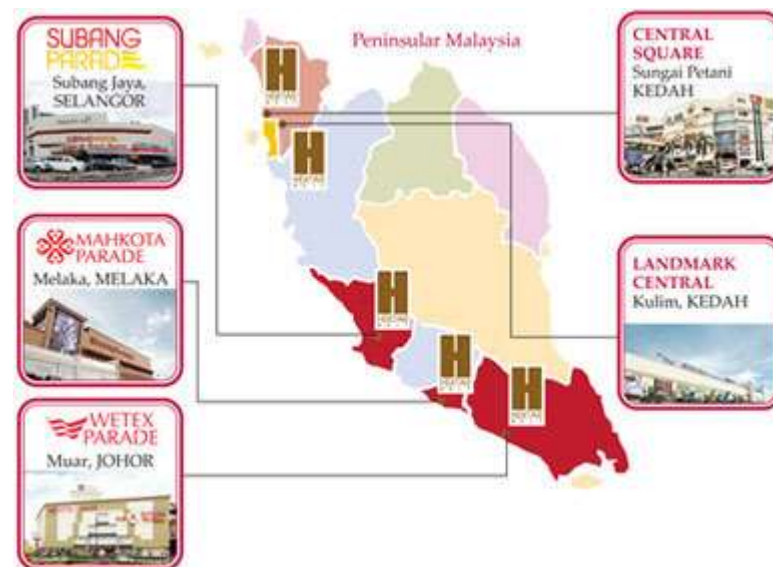 SUBANG
PARADE
Subang Jaya,
SELANGOR
MAHKOTA
PARADE
Melaka, MELAKA
WETEX
PARADE
Muar, JOHOR
Peninsular Malaysia
H
H
H
H
H
CENTRAL
SQUARE
Sungai Petani
KEDAH
LANDMARK
CENTRAL
Kulim, KEDAH